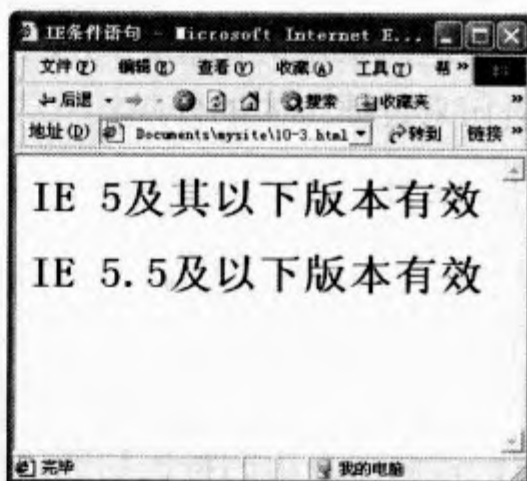 IE条件语句 - Microsoft Internet E...
文件(F) 编辑(E) 查看(V) 收藏(A) 工具(T) 帮 »
后退 搜索 收藏夹 »
地址(D) Documents\mysite\10-3.html 转到 链接 »
IE 5及其以下版本有效
IE 5.5及以下版本有效
完毕 我的电脑